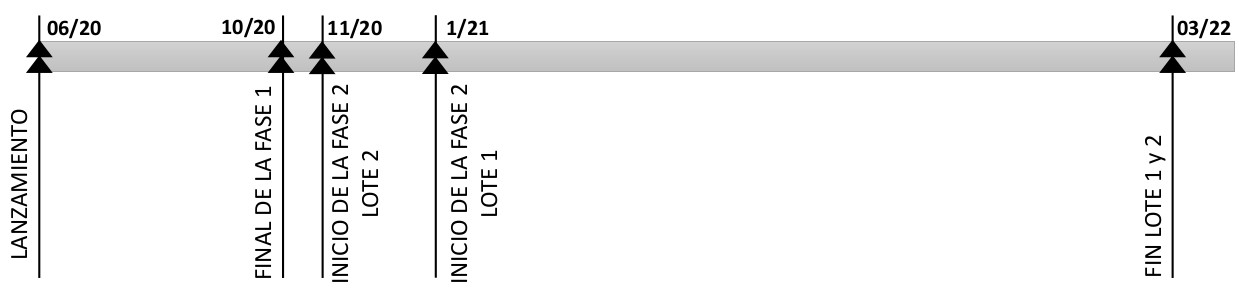 06/20
10/20
11/20
1/21
03/22
LANZAMIENTO
FINAL DE LA FASE 1
INICIO DE LA FASE 2
LOTE 2
INICIO DE LA FASE 2
LOTE 1
FIN LOTE 1 y 2